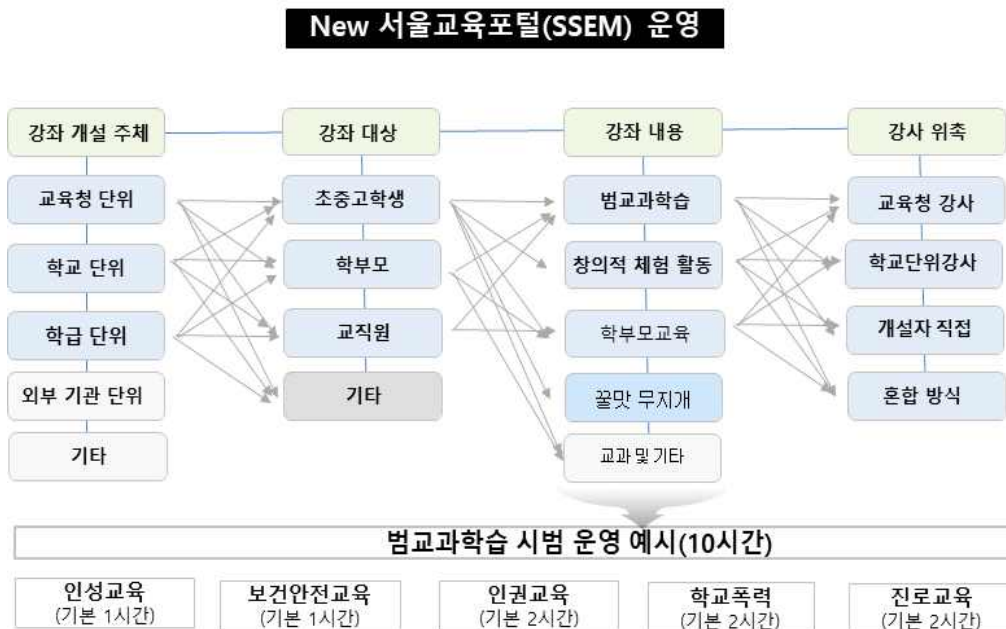 New 서울교육포털(SSEM) 운영
강좌 개설 주체
강좌 대상
강좌 내용
강사 위촉
교육청 단위
초중고학생
범교과학습
교육청 강사
학교 단위
학부모
창의적 체험 활동
학교단위강사
학급 단위
교직원
학부모교육
개설자 직접
외부 기관 단위
기타
꿀맛 무지개
혼합 방식
기타
교과 및 기타
범교과학습 시범 운영 예시(10시간)
인성교육
(기본 1시간)
보건안전교육
(기본 1시간)
인권교육
(기본 2시간)
학교폭력
(기본 2시간)
진로교육
(기본 2시간)